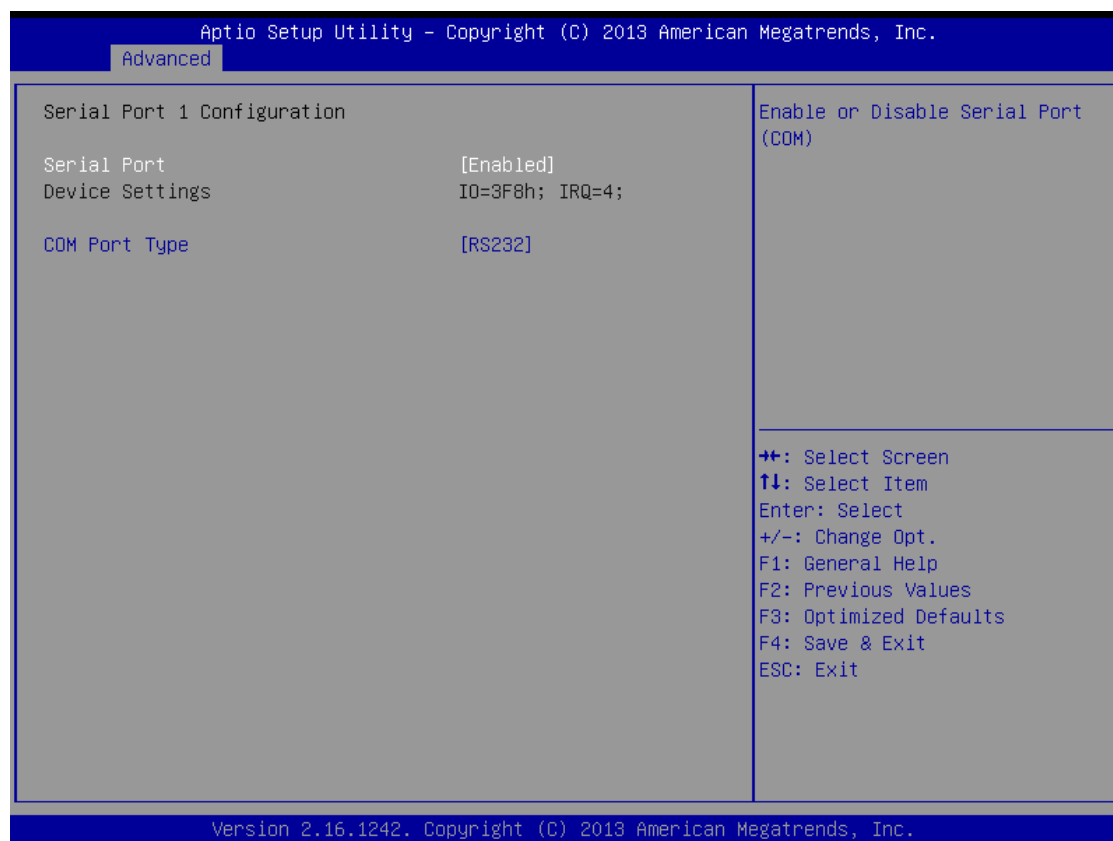 Aptio Setup Utility – Copyright (C) 2013 American Megatrends, Inc.
Advanced
Serial Port 1 Configuration
Serial Port [Enabled]
Device Settings IO=3F8h; IRQ=4;
COM Port Type [RS232]
Enable or Disable Serial Port
(COM)
→←: Select Screen
↑↓: Select Item
Enter: Select
+/-: Change Opt.
F1: General Help
F2: Previous Values
F3: Optimized Defaults
F4: Save & Exit
ESC: Exit
Version 2.16.1242. Copyright (C) 2013 American Megatrends, Inc.